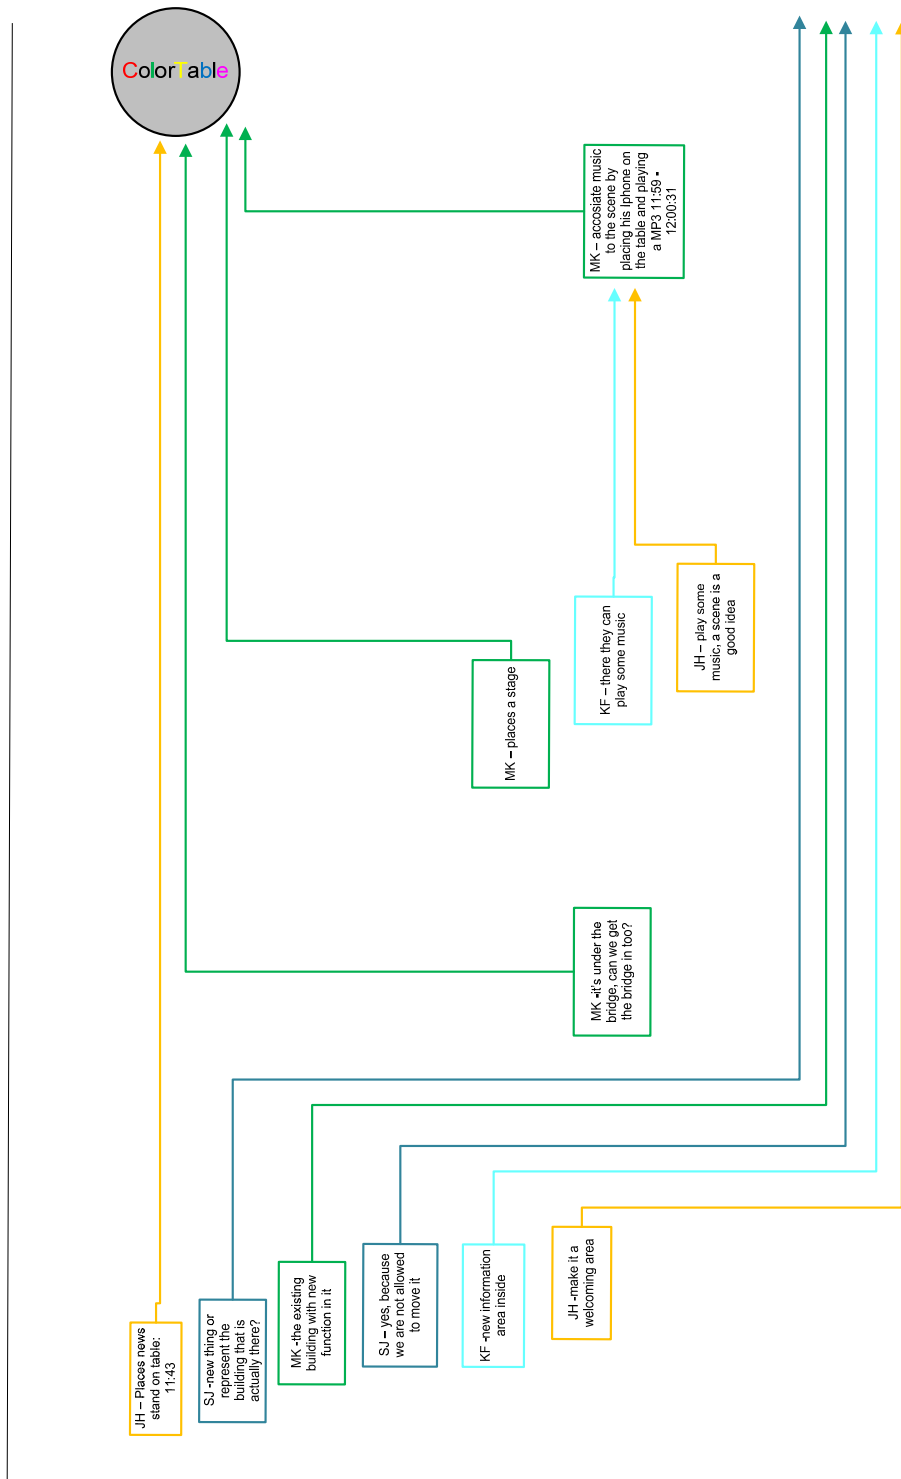 ColorTable
MK – accosiate music
to the scene by
placing his Iphone on
the table and playing
a MP3 11:59 -
12:00:31
JH – play some
music, a scene is a
good idea
KF – there they can
play some music
MK – places a stage
MK -it's under the
bridge, can we get
the bridge in too?
JH – Places news
stand on table:
11:43
SJ -new thing or
represent the
building that is
actually there?
MK -the existing
building with new
function in it
SJ – yes, because
we are not allowed
to move it
KF -new information
area inside
JH -make it a
welcoming area